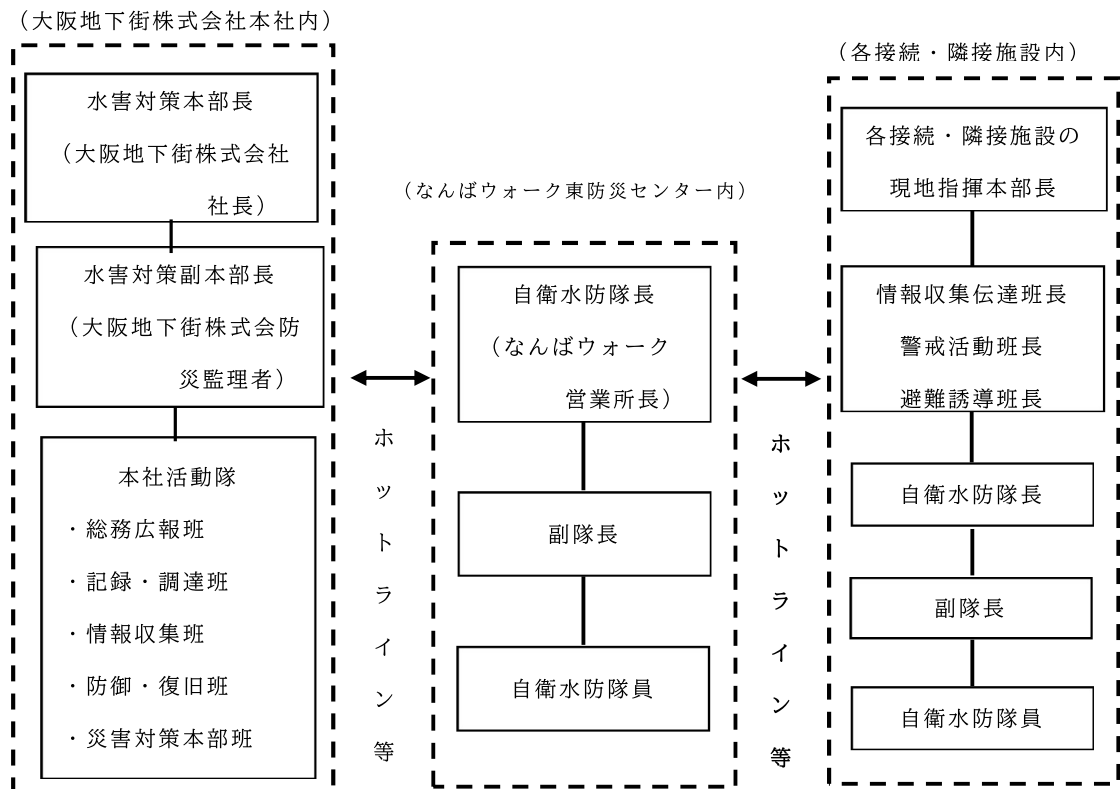 （大阪地下街株式会社本社内）
水害対策本部長
（大阪地下街株式会社
社長）
水害対策副本部長
（大阪地下街株式会防
災監理者）
本社活動隊
・総務広報班
・記録・調達班
・情報収集班
・防御・復旧班
・災害対策本部班
ホットライン等
（なんばウォーク東防災センター内）
自衛水防隊長
（なんばウォーク
営業所長）
副隊長
自衛水防隊員
ホットライン等
（各接続・隣接施設内）
各接続・隣接施設の
現地指揮本部長
情報収集伝達班長
警戒活動班長
避難誘導班長
自衛水防隊長
副隊長
自衛水防隊員